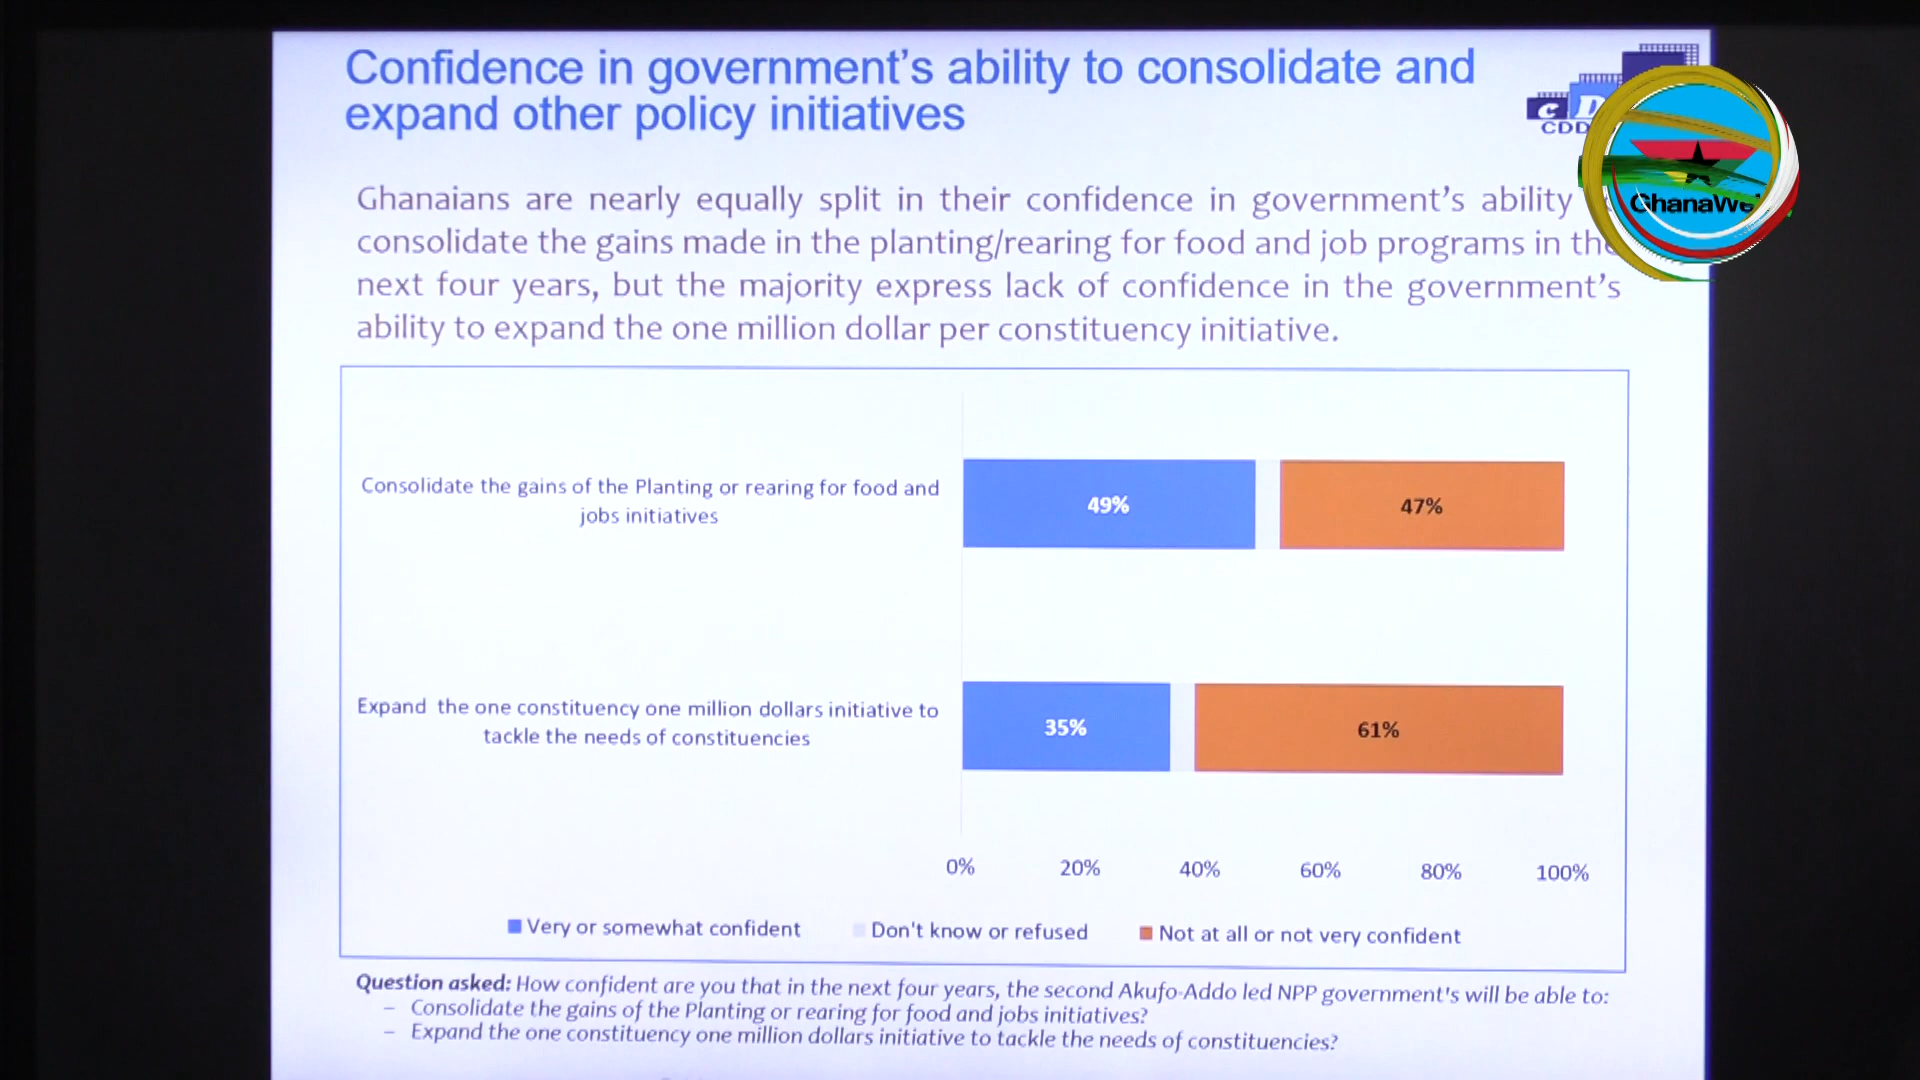 Confidence in government's ability to consolidate and
expand other policy initiatives
C D
CDD
GhanaWe
Ghanaians are nearly equally split in their confidence in government's ability
consolidate the gains made in the planting/rearing for food and job programs in the
next four years, but the majority express lack of confidence in the government's
ability to expand the one million dollar per constituency initiative.
Consolidate the gains of the Planting or rearing for food and
jobs initiatives
49%
47%
Expand the one constituency one million dollars initiative to
tackle the needs of constituencies
35%
61%
0% 20% 40% 60% 80% 100%
Very or somewhat confident Don't know or refused Not at all or not very confident
Question asked: How confident are you that in the next four years, the second Akufo-Addo led NPP government's will be able to:
– Consolidate the gains of the Planting or rearing for food and jobs initiatives?
– Expand the one constituency one million dollars initiative to tackle the needs of constituencies?